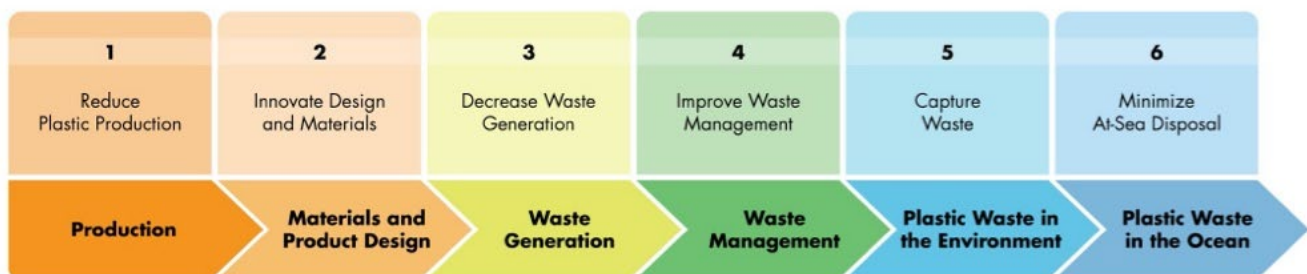 1
Reduce
Plastic Production
2
Innovate Design
and Materials
3
Decrease Waste
Generation
4
Improve Waste
Management
5
Capture
Waste
6
Minimize
At-Sea Disposal
Production
Materials and
Product Design
Waste
Generation
Waste
Management
Plastic Waste in
the Environment
Plastic Waste
in the Ocean